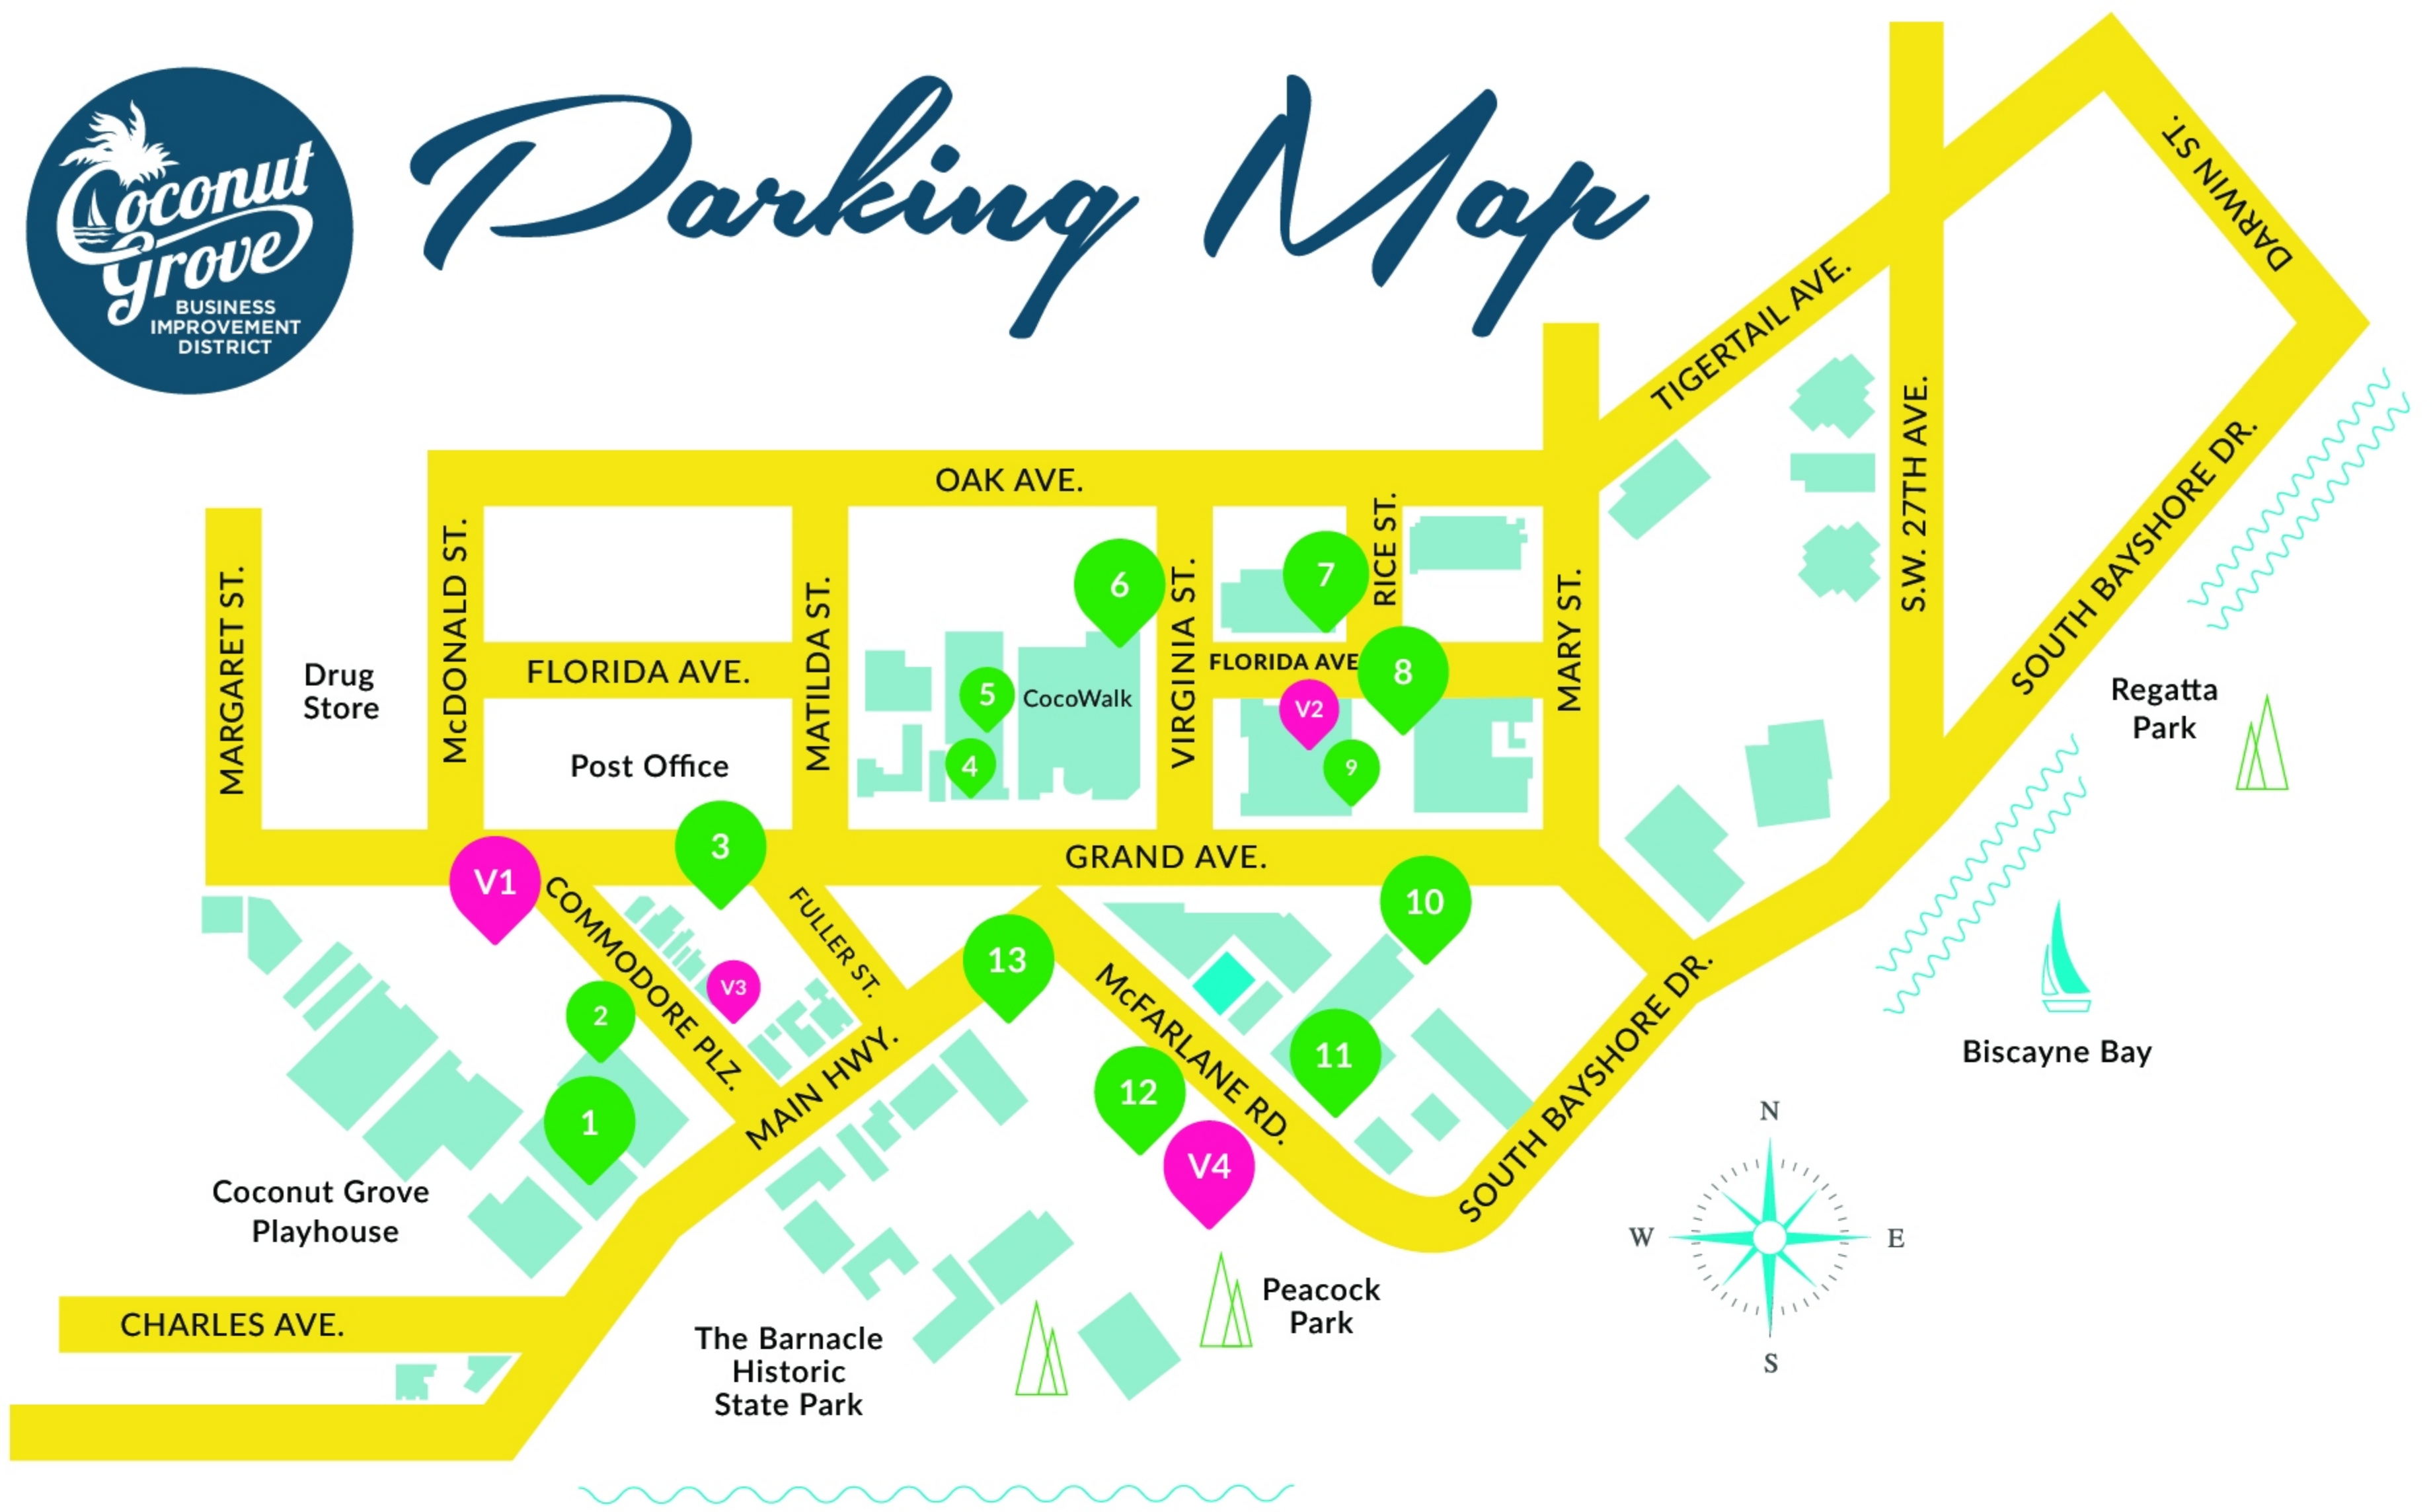 Coconut
Grove
BUSINESS
IMPROVEMENT
DISTRICT
Parking Map
DARWIN ST.
TIGERTAIL AVE.
S.W. 27TH AVE.
SOUTH BAYSHORE DR.
OAK AVE.
MARGARET ST.
McDONALD ST.
MATILDA ST.
VIRGINIA ST.
RICE ST.
MARY ST.
6
7
Drug
Store
FLORIDA AVE.
FLORIDA AVE
8
5
CocoWalk
V2
Regatta
Park
Post Office
4
9
3
GRAND AVE.
V1
10
COMMODORE PLZ.
FULLER ST.
13
V3
2
McFARLANE RD.
SOUTH BAYSHORE DR.
MAIN HWY.
11
12
1
V4
Biscayne Bay
N
W
E
S
Coconut Grove
Playhouse
Peacock
Park
CHARLES AVE.
The Barnacle
Historic
State Park